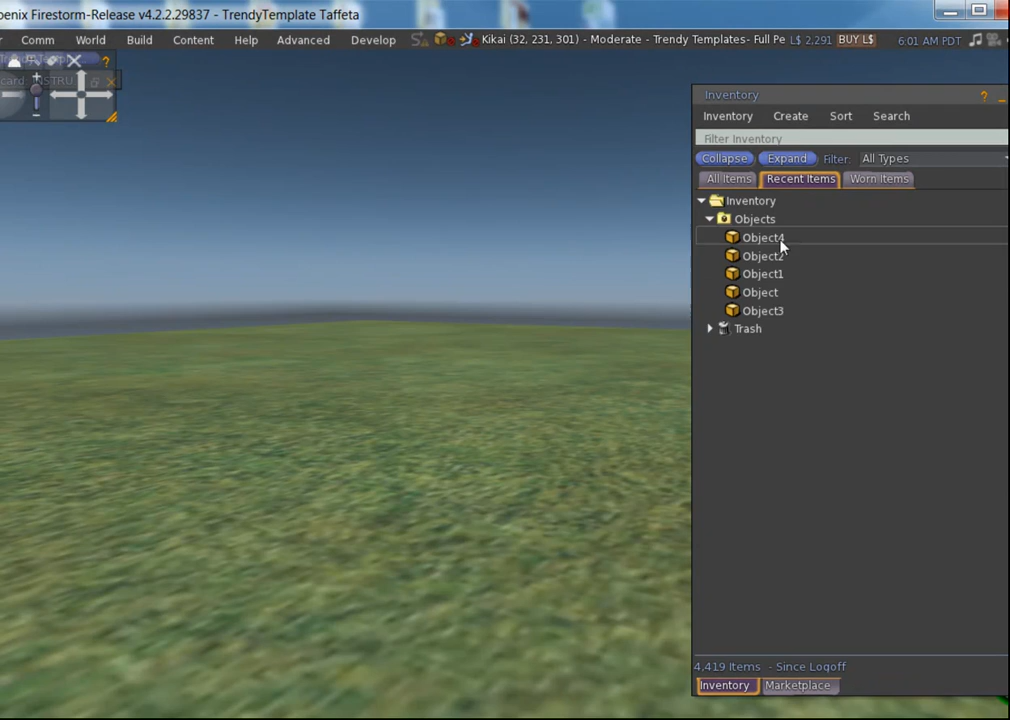 oenix Firestorm-Release v4.2.2.29837 - TrendyTemplate Taffeta
r Comm World Build Content Help Advanced Develop Kikai (32, 231, 301) - Moderate - Trendy Templates- Full Pe L$ 2,291 BUY L$ 6:01 AM PDT
card INSTRU
Inventory
Inventory Create Sort Search
Filter Inventory
Collapse Expand Filter: All Types
All Items Recent Items Worn Items
Inventory
Objects
Object4
Object2
Object1
Object
Object3
Trash
4,419 Items - Since Logoff
Inventory Marketplace